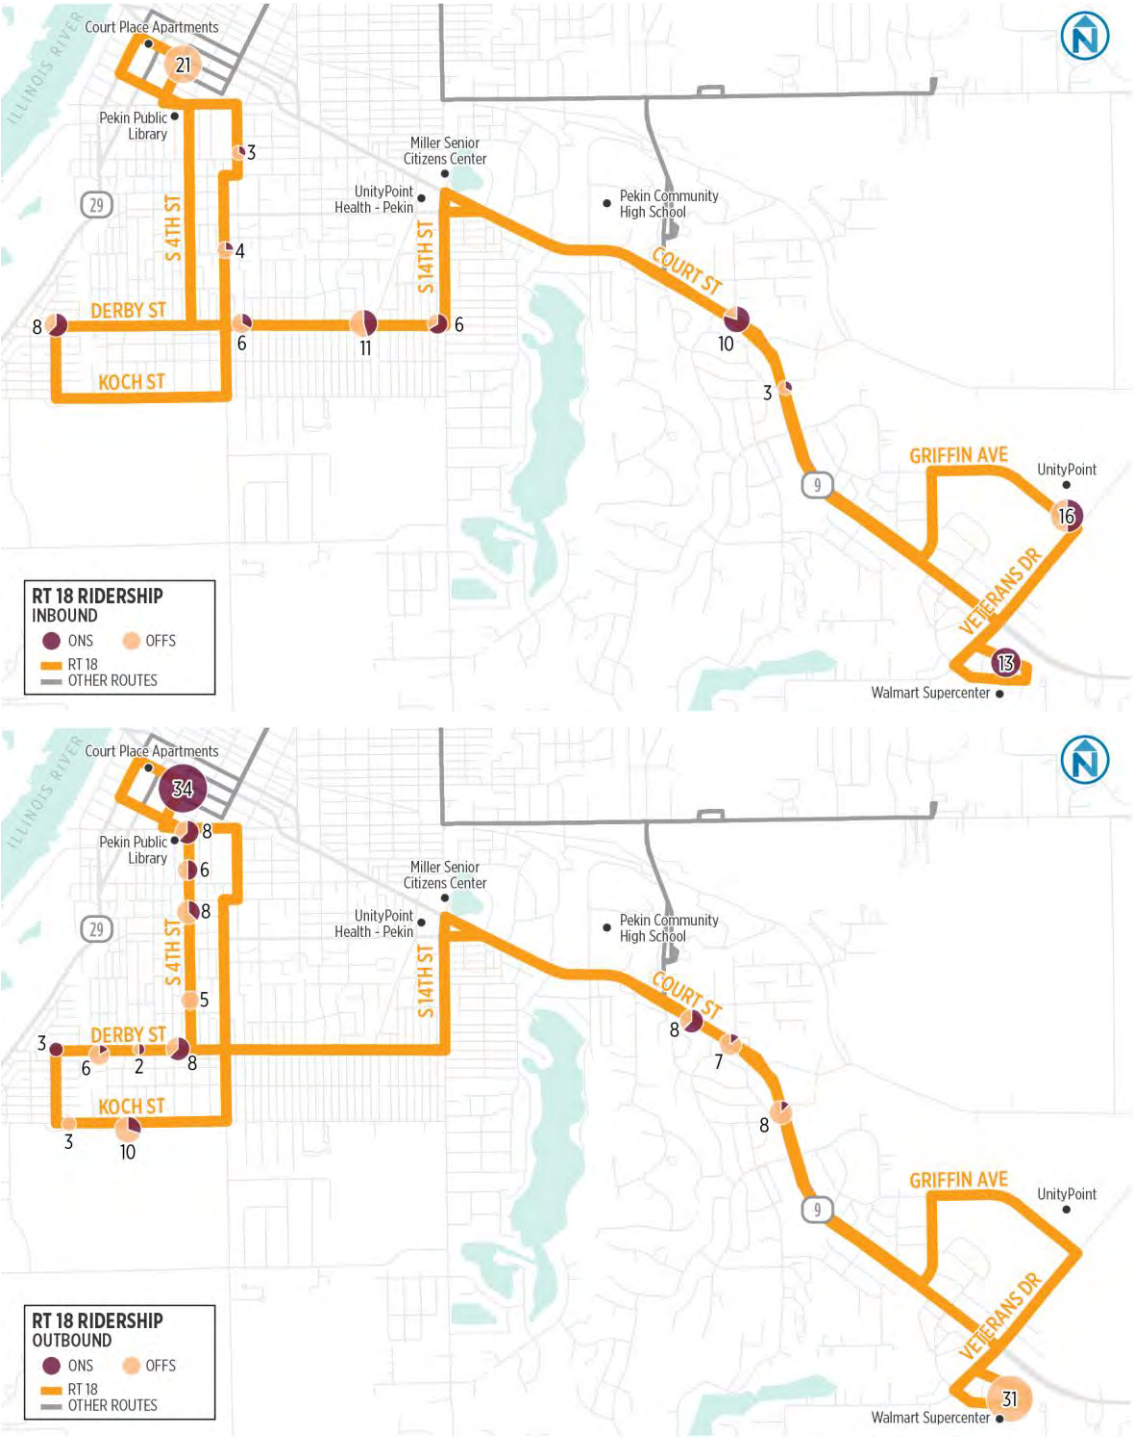 Court Place Apartments
N
ILLINOIS RIVER
21
Pekin Public
Library
3
Miller Senior
Citizens Center
UnityPoint
Health - Pekin
Pekin Community
High School
29
S 4TH ST
4
S 14TH ST
COURT ST
DERBY ST
8
6
11
6
10
KOCH ST
3
GRIFFIN AVE
UnityPoint
9
16
VETERANS DR
RT 18 RIDERSHIP
INBOUND
ONS
OFFS
RT 18
OTHER ROUTES
13
Walmart Supercenter
Court Place Apartments
N
ILLINOIS RIVER
34
Pekin Public
Library
8
6
Miller Senior
Citizens Center
8
UnityPoint
Health - Pekin
Pekin Community
High School
29
S 4TH ST
S 14TH ST
COURT ST
5
DERBY ST
3
6
2
8
8
7
KOCH ST
3
10
8
GRIFFIN AVE
UnityPoint
9
VETERANS DR
RT 18 RIDERSHIP
OUTBOUND
ONS
OFFS
RT 18
OTHER ROUTES
31
Walmart Supercenter